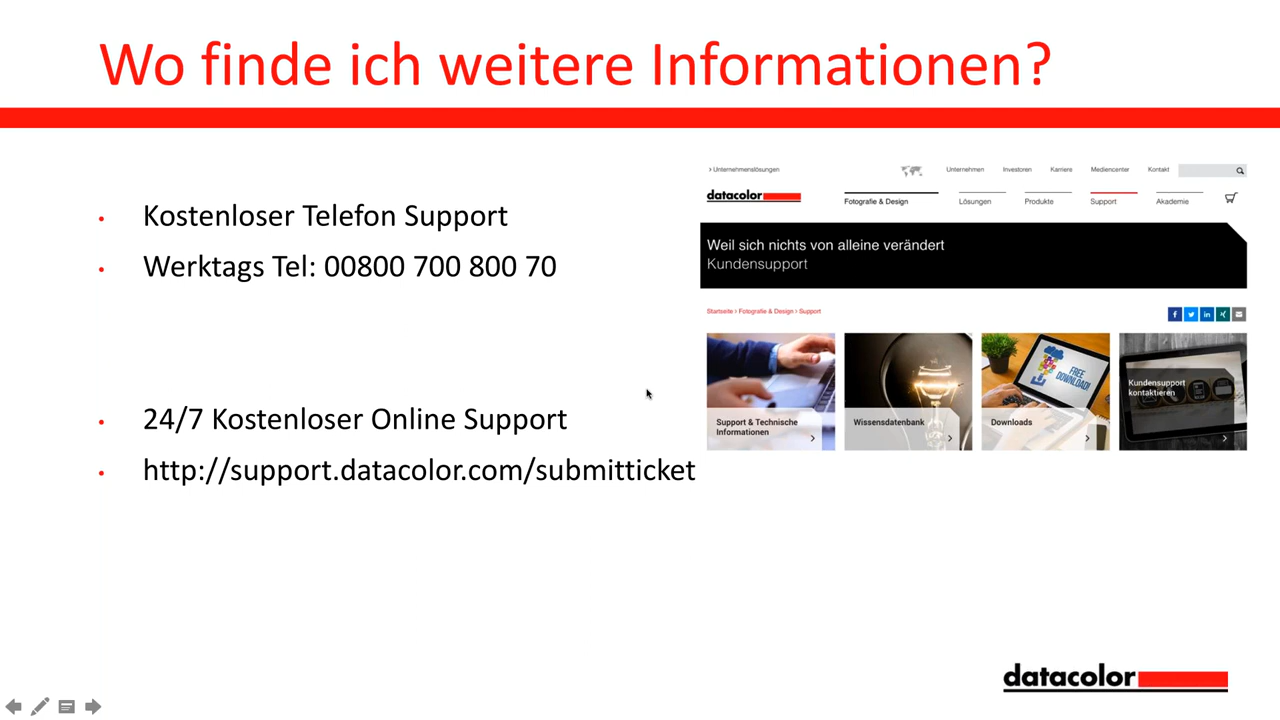 Wo finde ich weitere Informationen?
Kostenloser Telefon Support
Werktags Tel: 00800 700 800 70
24/7 Kostenloser Online Support
http://support.datacolor.com/submitticket
> Unternehmenslösungen
Unternehmen Investoren Karriere Mediencenter Kontakt
datacolor
Fotografie & Design Lösungen Produkte Support Akademie
Weil sich nichts von alleine verändert
Kundensupport
Startseite > Fotografie & Design > Support
Support & Technische
Informationen
Wissensdatenbank
FREE
DOWNLOAD!
Downloads
Kundensupport
kontaktieren
datacolor